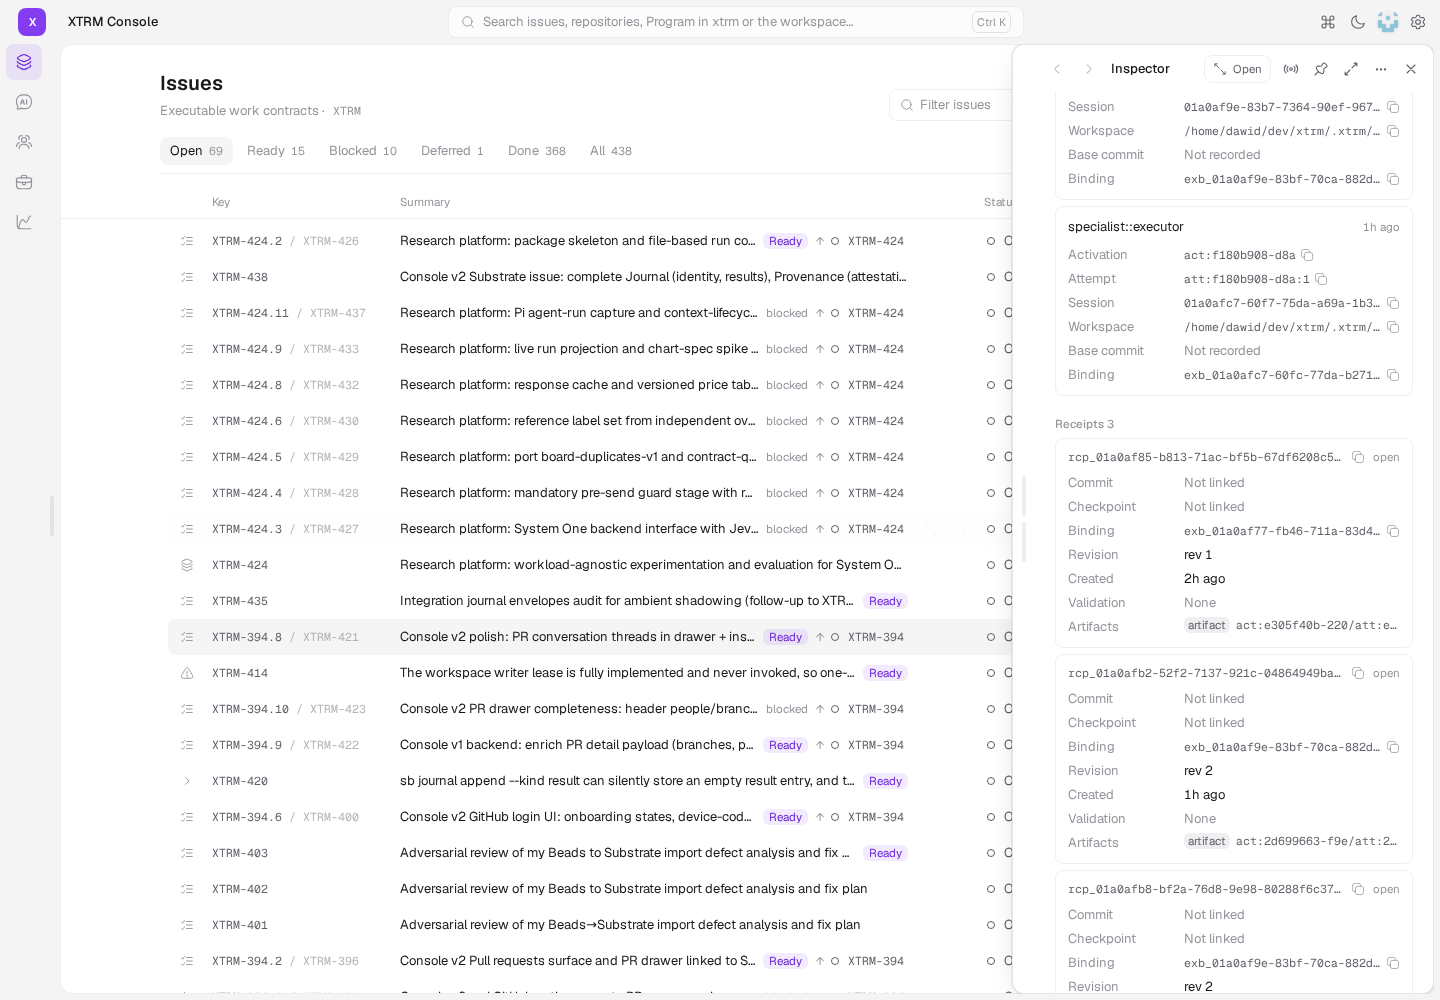 X
XTRM Console
Search issues, repositories, Program in xtrm or the workspace…
Ctrl K
AI
Issues
Executable work contracts · XTRM
Filter issues
Open 69
Ready 15
Blocked 10
Deferred 1
Done 368
All 438
Key Summary Statu
XTRM-424.2 / XTRM-426 Research platform: package skeleton and file-based run co… Ready ↑ XTRM-424 O
XTRM-438 Console v2 Substrate issue: complete Journal (identity, results), Provenance (attestati… O
XTRM-424.11 / XTRM-437 Research platform: Pi agent-run capture and context-lifecyc… blocked ↑ XTRM-424 O
XTRM-424.9 / XTRM-433 Research platform: live run projection and chart-spec spike … blocked ↑ XTRM-424 O
XTRM-424.8 / XTRM-432 Research platform: response cache and versioned price tab… blocked ↑ XTRM-424 O
XTRM-424.6 / XTRM-430 Research platform: reference label set from independent ov… blocked ↑ XTRM-424 O
XTRM-424.5 / XTRM-429 Research platform: port board-duplicates-v1 and contract-q… blocked ↑ XTRM-424 O
XTRM-424.4 / XTRM-428 Research platform: mandatory pre-send guard stage with r… blocked ↑ XTRM-424 O
XTRM-424.3 / XTRM-427 Research platform: System One backend interface with Jev… blocked ↑ XTRM-424 O
XTRM-424 Research platform: workload-agnostic experimentation and evaluation for System O… O
XTRM-435 Integration journal envelopes audit for ambient shadowing (follow-up to XTR… Ready O
XTRM-394.8 / XTRM-421 Console v2 polish: PR conversation threads in drawer + ins… Ready ↑ XTRM-394 O
XTRM-414 The workspace writer lease is fully implemented and never invoked, so one-… Ready O
XTRM-394.10 / XTRM-423 Console v2 PR drawer completeness: header people/branc… blocked ↑ XTRM-394 O
XTRM-394.9 / XTRM-422 Console v1 backend: enrich PR detail payload (branches, p… Ready ↑ XTRM-394 O
XTRM-420 sb journal append --kind result can silently store an empty result entry, and t… Ready O
XTRM-394.6 / XTRM-400 Console v2 GitHub login UI: onboarding states, device-cod… Ready ↑ XTRM-394 O
XTRM-403 Adversarial review of my Beads to Substrate import defect analysis and fix … Ready O
XTRM-402 Adversarial review of my Beads to Substrate import defect analysis and fix plan O
XTRM-401 Adversarial review of my Beads→Substrate import defect analysis and fix plan O
XTRM-394.2 / XTRM-396 Console v2 Pull requests surface and PR drawer linked to S… Ready ↑ XTRM-394 O
Inspector
Open
Session 01a0af9e-83b7-7364-90ef-967…
Workspace /home/dawid/dev/xtrm/.xtrm/…
Base commit Not recorded
Binding exb_01a0af9e-83bf-70ca-882d…
specialist::executor 1h ago
Activation act:f180b908-d8a
Attempt att:f180b908-d8a:1
Session 01a0afc7-60f7-75da-a69a-1b3…
Workspace /home/dawid/dev/xtrm/.xtrm/…
Base commit Not recorded
Binding exb_01a0afc7-60fc-77da-b271…
Receipts 3
rcp_01a0af85-b813-71ac-bf5b-67df6208c5… open
Commit Not linked
Checkpoint Not linked
Binding exb_01a0af77-fb46-711a-83d4…
Revision rev 1
Created 2h ago
Validation None
Artifacts artifact act:e305f40b-220/att:e…
rcp_01a0afb2-52f2-7137-921c-04864949ba… open
Commit Not linked
Checkpoint Not linked
Binding exb_01a0af9e-83bf-70ca-882d…
Revision rev 2
Created 1h ago
Validation None
Artifacts artifact act:2d699663-f9e/att:2…
rcp_01a0afb8-bf2a-76d8-9e98-80288f6c37… open
Commit Not linked
Checkpoint Not linked
Binding exb_01a0af9e-83bf-70ca-882d…
Revision rev 2